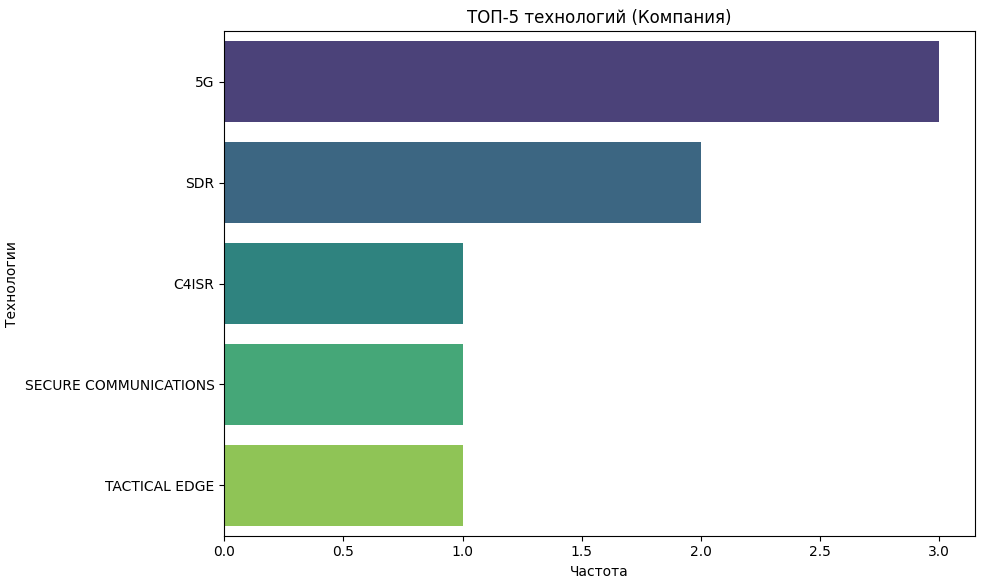 ТОП-5 технологий (Компания)
5G
SDR
C4ISR
SECURE COMMUNICATIONS
TACTICAL EDGE
Технологии
0.0 0.5 1.0 1.5 2.0 2.5 3.0
Частота